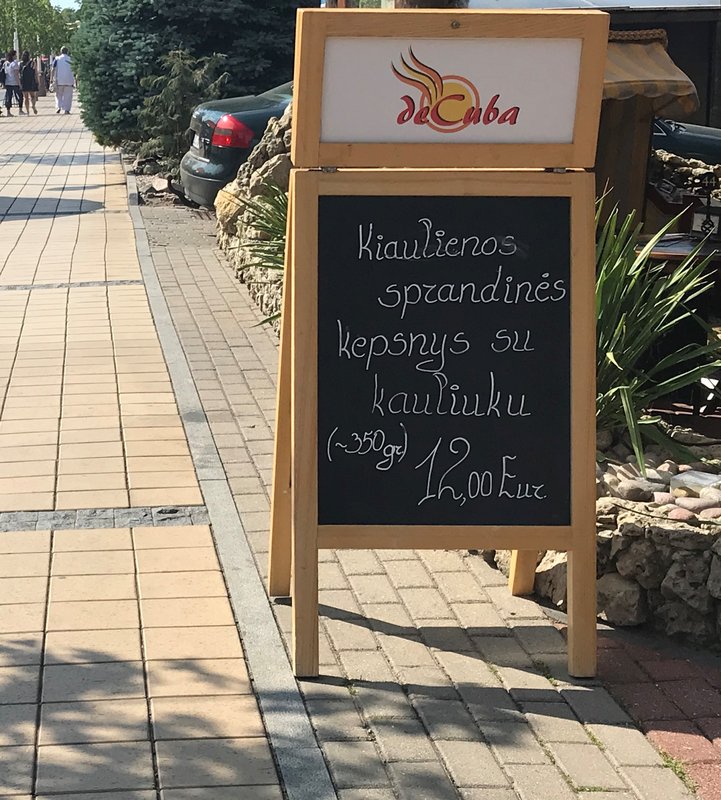 deCuba
Kiaulienos
sprandinės
kepsnys su
kauliuku
(~350gr) 12,00 Eur.